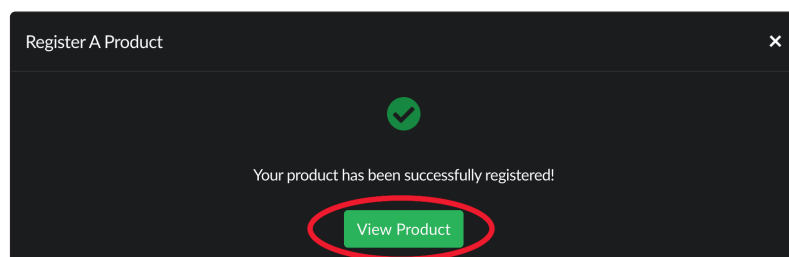 Register A Product
Your product has been successfully registered!
View Product